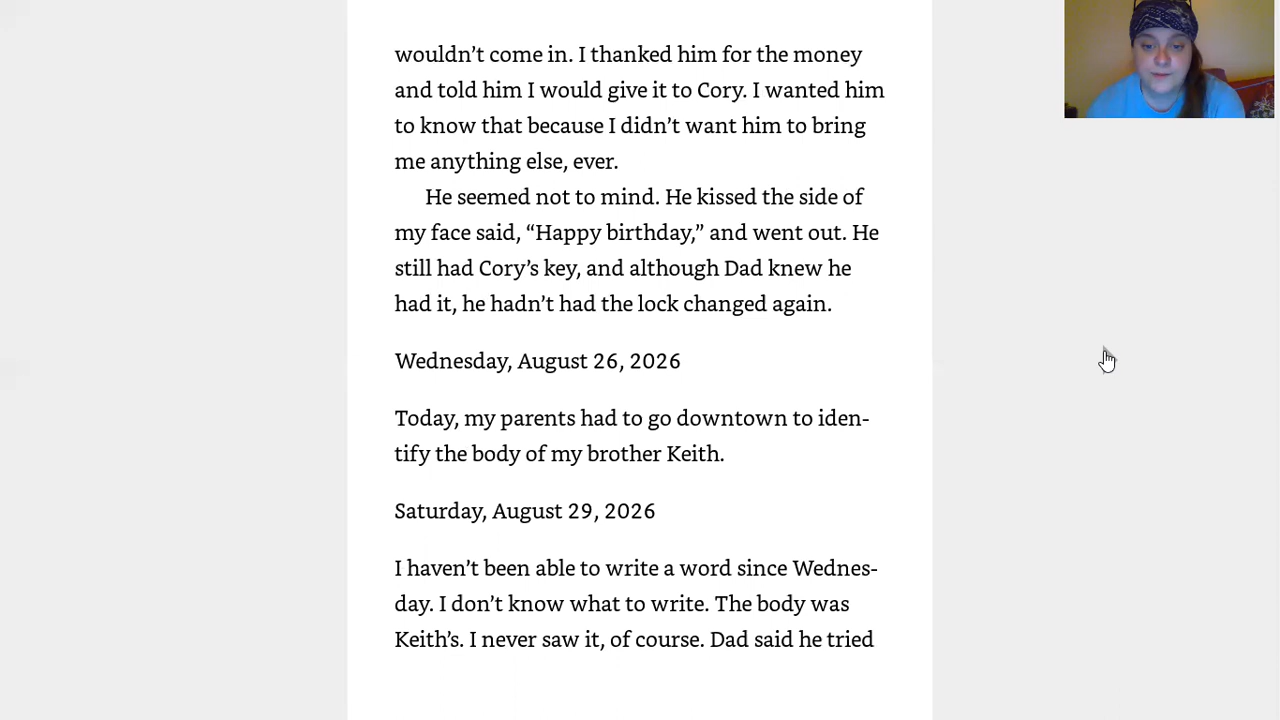 wouldn’t come in. I thanked him for the money
and told him I would give it to Cory. I wanted him
to know that because I didn’t want him to bring
me anything else, ever.
He seemed not to mind. He kissed the side of
my face said, “Happy birthday,” and went out. He
still had Cory’s key, and although Dad knew he
had it, he hadn’t had the lock changed again.
Wednesday, August 26, 2026
Today, my parents had to go downtown to iden-
tify the body of my brother Keith.
Saturday, August 29, 2026
I haven’t been able to write a word since Wednes-
day. I don’t know what to write. The body was
Keith’s. I never saw it, of course. Dad said he tried